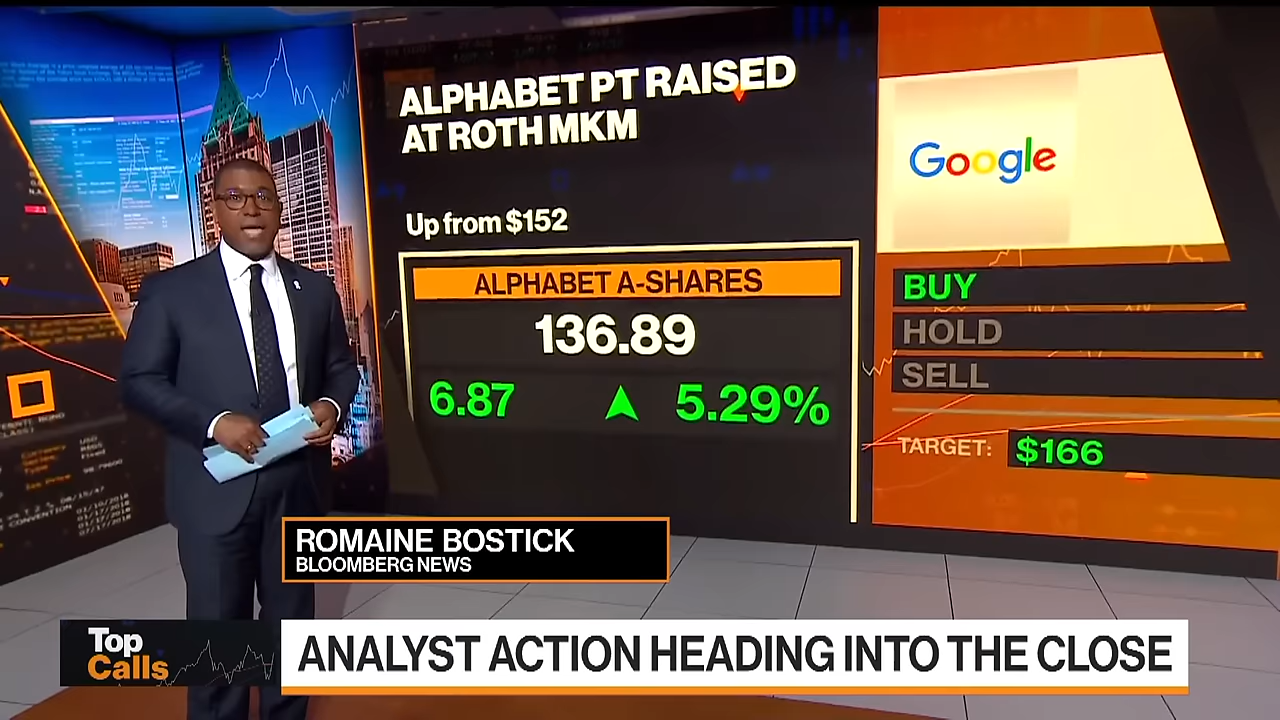 ALPHABET PT RAISED
AT ROTH MKM
Up from $152
ALPHABET A-SHARES
136.89
6.87 5.29%
Google
BUY
HOLD
SELL
TARGET: $166
ROMAINE BOSTICK
BLOOMBERG NEWS
Top
Calls
ANALYST ACTION HEADING INTO THE CLOSE